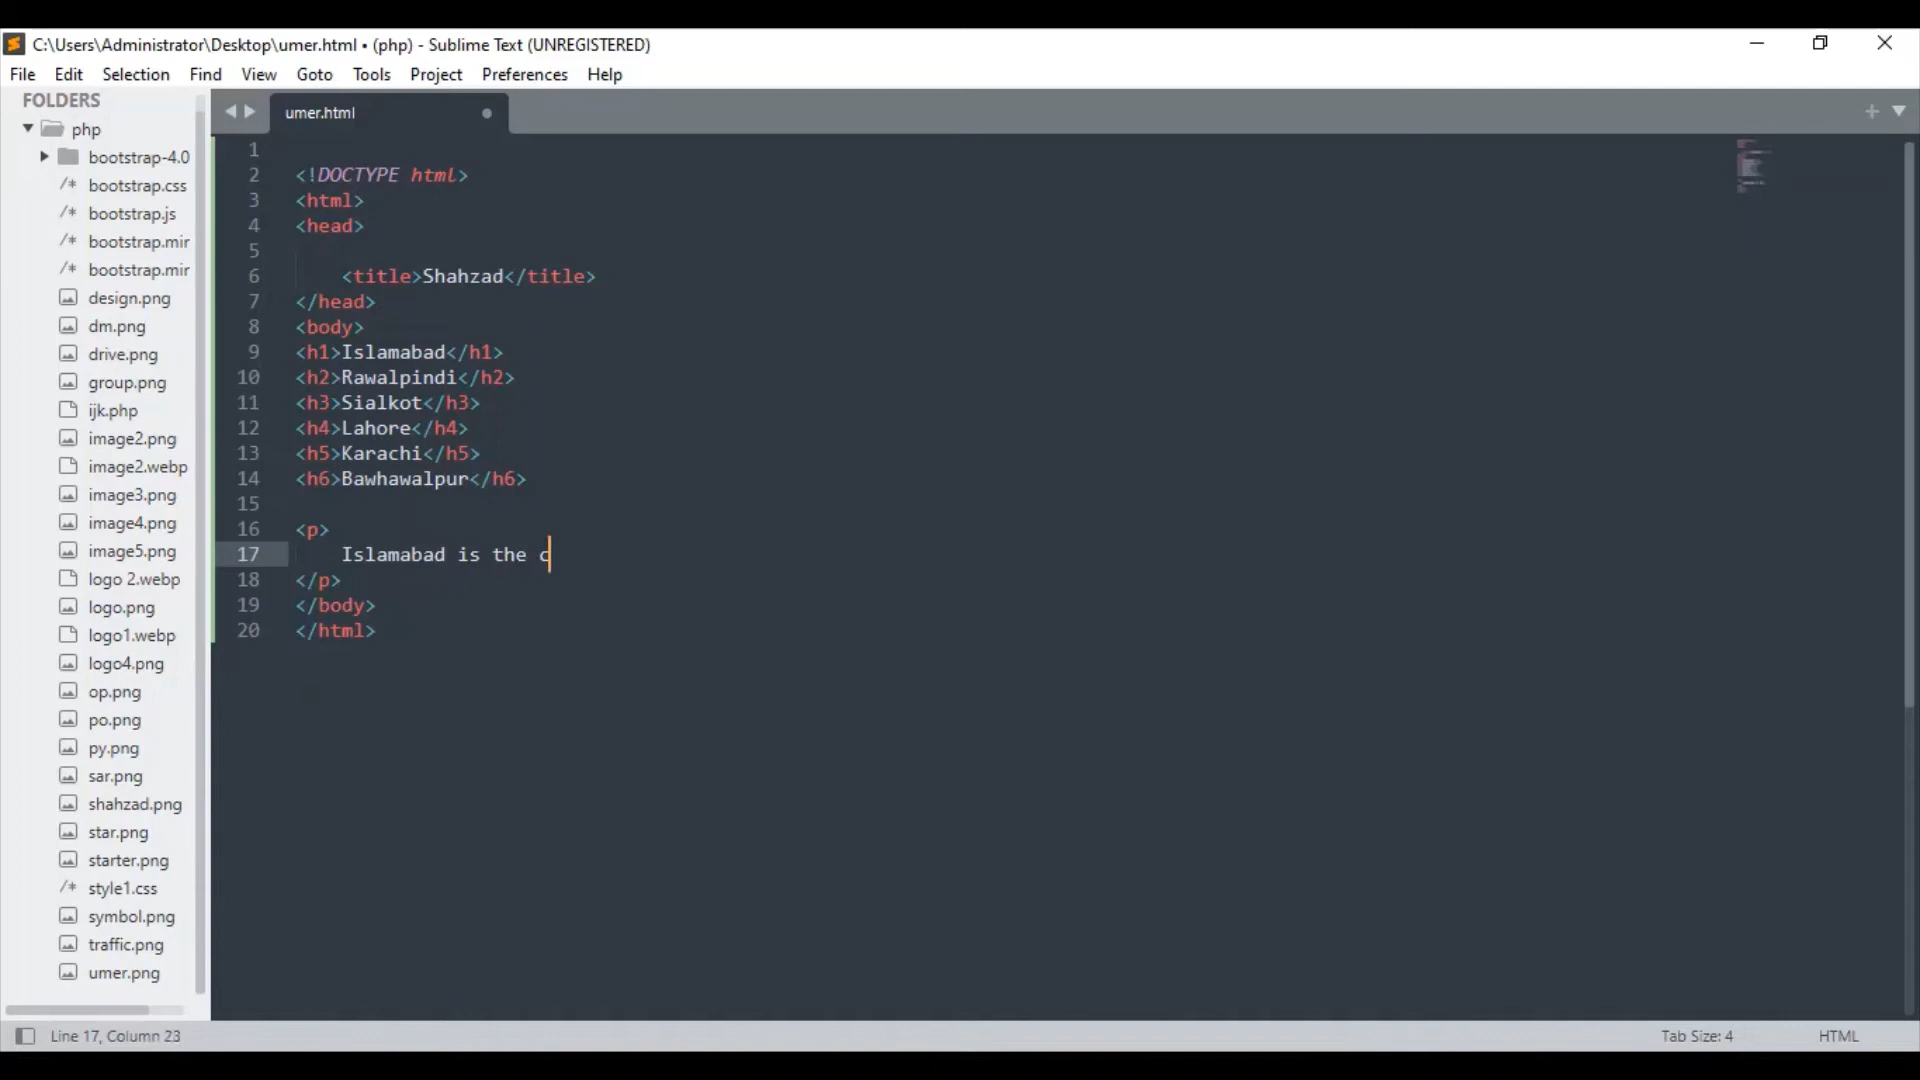 C:\Users\Administrator\Desktop\umer.html • (php) - Sublime Text (UNREGISTERED)
File Edit Selection Find View Goto Tools Project Preferences Help
FOLDERS
php
bootstrap-4.0
/* bootstrap.css
/* bootstrap.js
/* bootstrap.mir
/* bootstrap.mir
design.png
dm.png
drive.png
group.png
ijk.php
image2.png
image2.webp
image3.png
image4.png
image5.png
logo 2.webp
logo.png
logo1.webp
logo4.png
op.png
po.png
py.png
sar.png
shahzad.png
star.png
starter.png
/* style1.css
symbol.png
traffic.png
umer.png
umer.html
1
2 <!DOCTYPE html>
3 <html>
4 <head>
5
6 <title>Shahzad</title>
7 </head>
8 <body>
9 <h1>Islamabad</h1>
10 <h2>Rawalpindi</h2>
11 <h3>Sialkot</h3>
12 <h4>Lahore</h4>
13 <h5>Karachi</h5>
14 <h6>Bawhawalpur</h6>
15
16 <p>
17 Islamabad is the c
18 </p>
19 </body>
20 </html>
Line 17, Column 23
Tab Size: 4 HTML